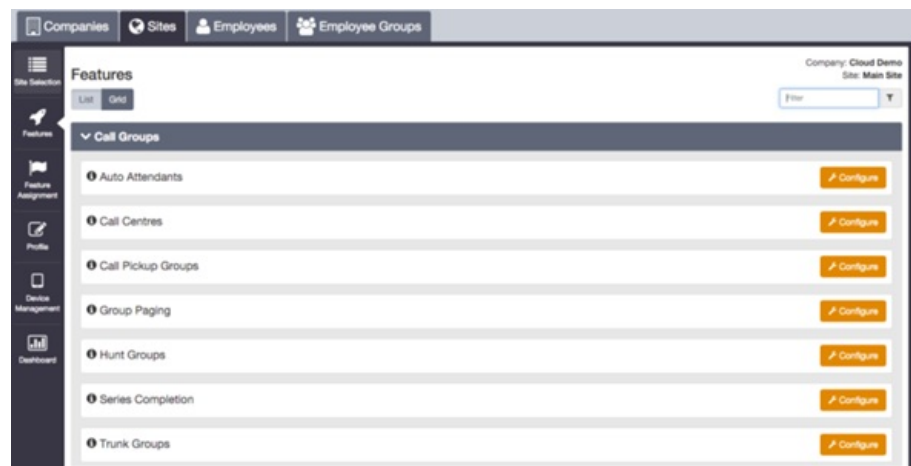 Companies Sites Employees Employee Groups
Site Selection
Features
Feature Assignment
Profile
Device Management
Dashboard
Features
Company: Cloud Demo
Site: Main Site
List Grid
Filter
Call Groups
Auto Attendants Configure
Call Centres Configure
Call Pickup Groups Configure
Group Paging Configure
Hunt Groups Configure
Series Completion Configure
Trunk Groups Configure